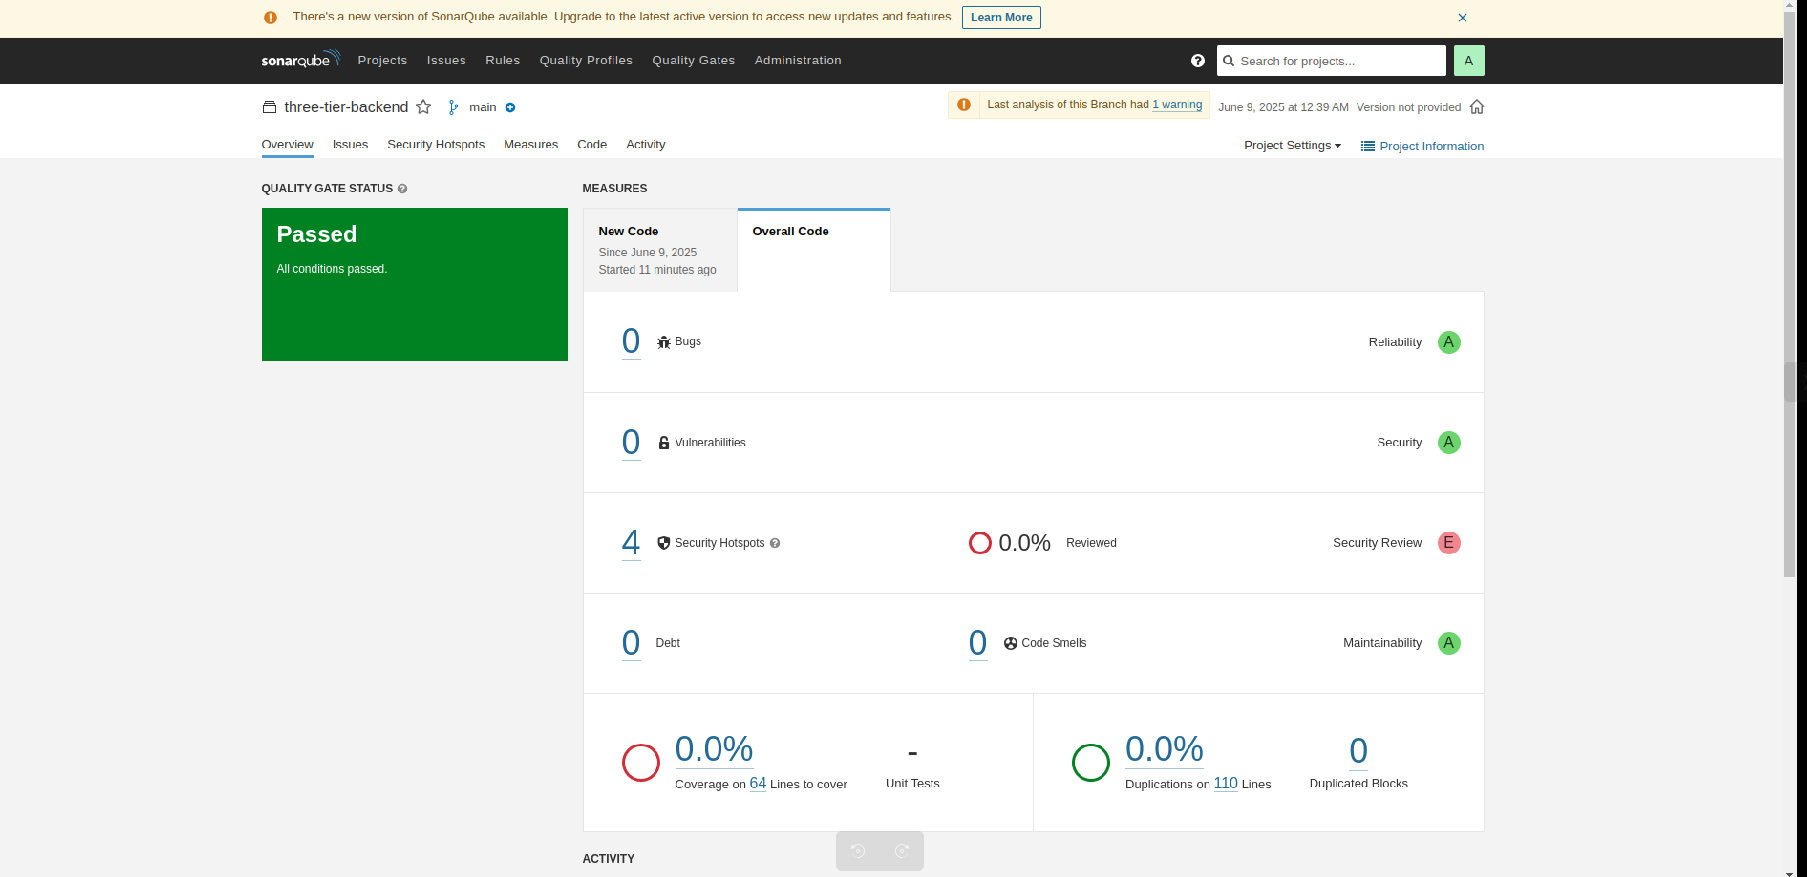 There's a new version of SonarQube available. Upgrade to the latest active version to access new updates and features. Learn More
sonarqube Projects Issues Rules Quality Profiles Quality Gates Administration Search for projects... A
three-tier-backend main Last analysis of this Branch had 1 warning June 9, 2025 at 12:39 AM Version not provided
Overview Issues Security Hotspots Measures Code Activity Project Settings Project Information
QUALITY GATE STATUS MEASURES
Passed
All conditions passed.
New Code
Since June 9, 2025
Started 11 minutes ago
Overall Code
0 Bugs Reliability A
0 Vulnerabilities Security A
4 Security Hotspots 0.0% Reviewed Security Review E
0 Debt 0 Code Smells Maintainability A
0.0%
Coverage on 64 Lines to cover
-
Unit Tests
0.0%
Duplications on 110 Lines
0
Duplicated Blocks
ACTIVITY